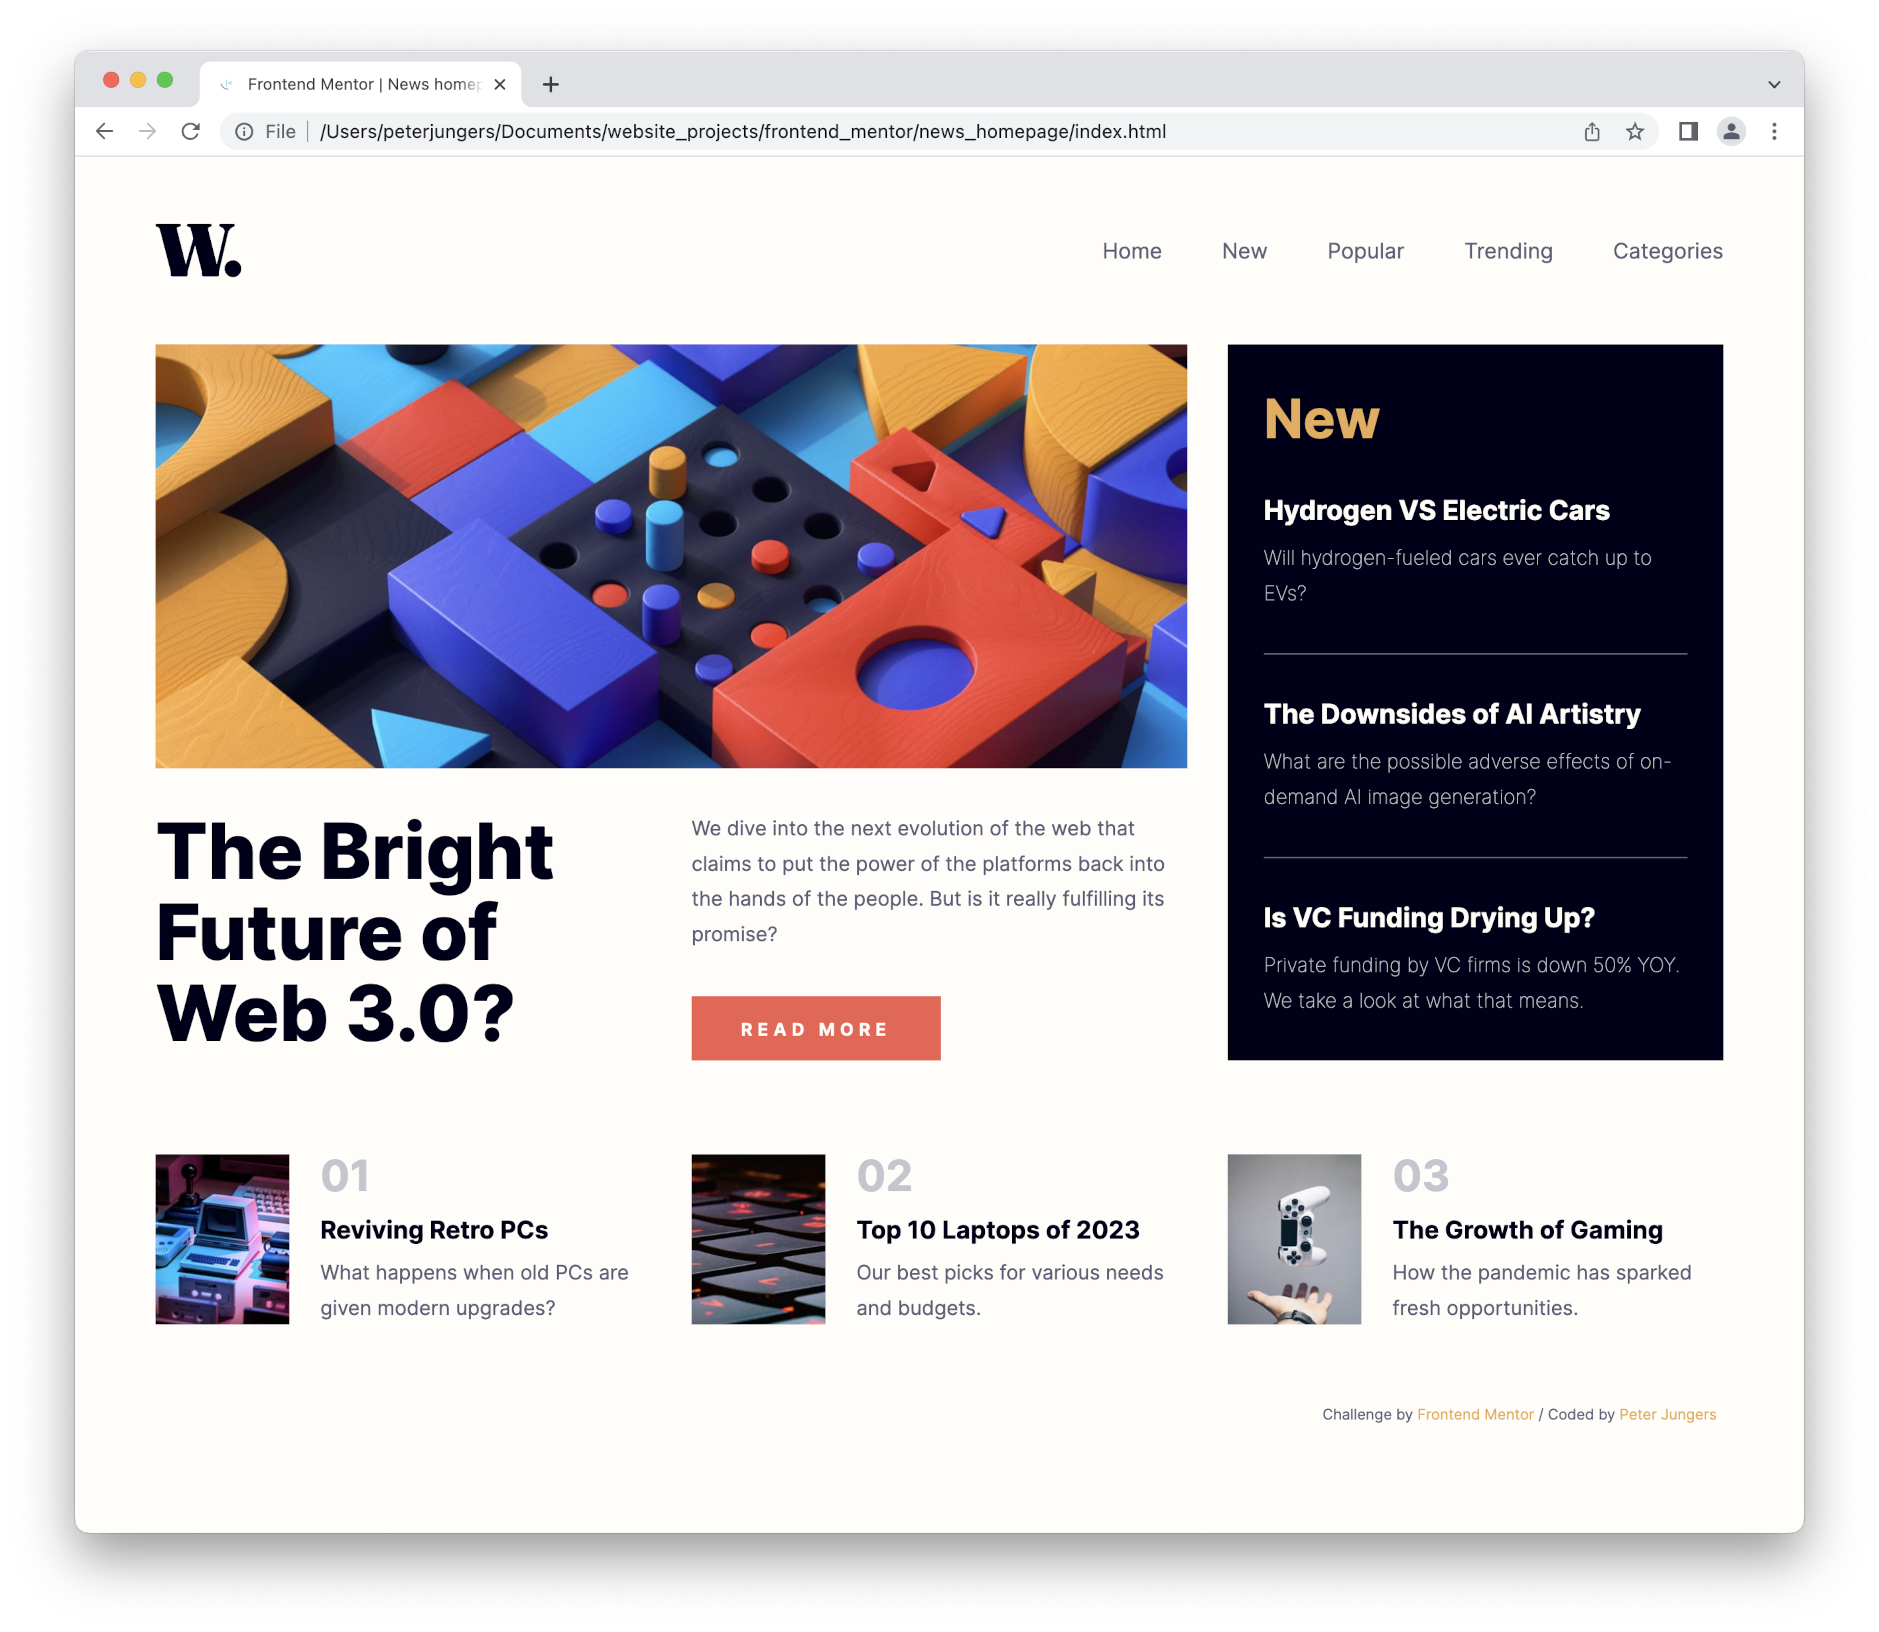 Frontend Mentor | News homep
File
/Users/peterjungers/Documents/website_projects/frontend_mentor/news_homepage/index.html
W.
Home
New
Popular
Trending
Categories
New
Hydrogen VS Electric Cars
Will hydrogen-fueled cars ever catch up to
EVs?
The Downsides of AI Artistry
What are the possible adverse effects of on-
demand AI image generation?
Is VC Funding Drying Up?
Private funding by VC firms is down 50% YOY.
We take a look at what that means.
The Bright
Future of
Web 3.0?
We dive into the next evolution of the web that
claims to put the power of the platforms back into
the hands of the people. But is it really fulfilling its
promise?
READ MORE
01
Reviving Retro PCs
What happens when old PCs are
given modern upgrades?
02
Top 10 Laptops of 2023
Our best picks for various needs
and budgets.
03
The Growth of Gaming
How the pandemic has sparked
fresh opportunities.
Challenge by Frontend Mentor / Coded by Peter Jungers